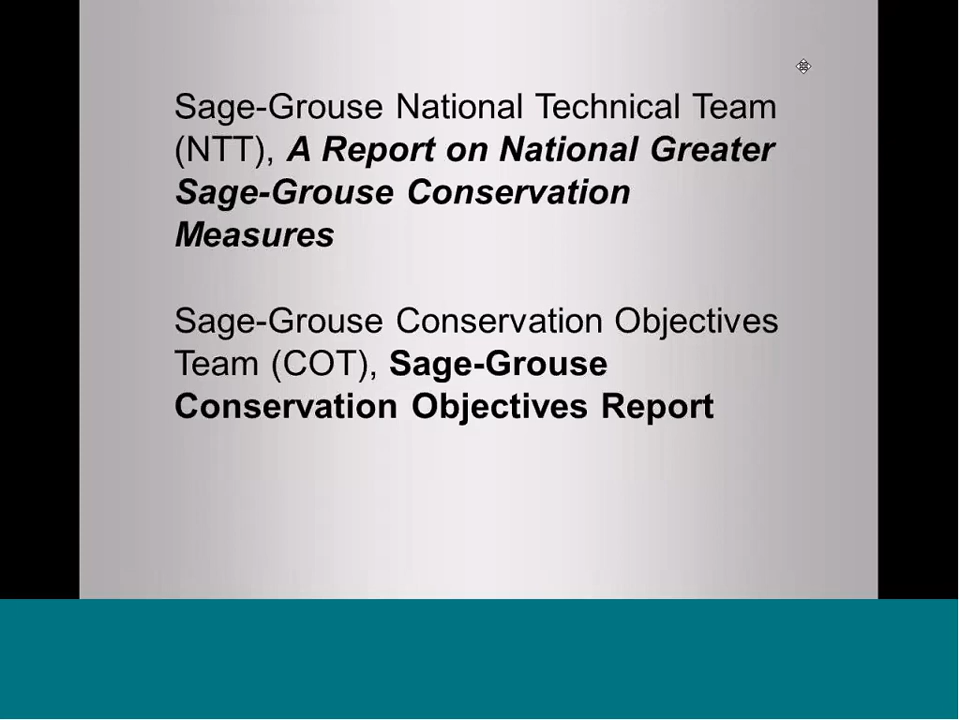 Sage-Grouse National Technical Team
(NTT), A Report on National Greater
Sage-Grouse Conservation
Measures
Sage-Grouse Conservation Objectives
Team (COT), Sage-Grouse
Conservation Objectives Report